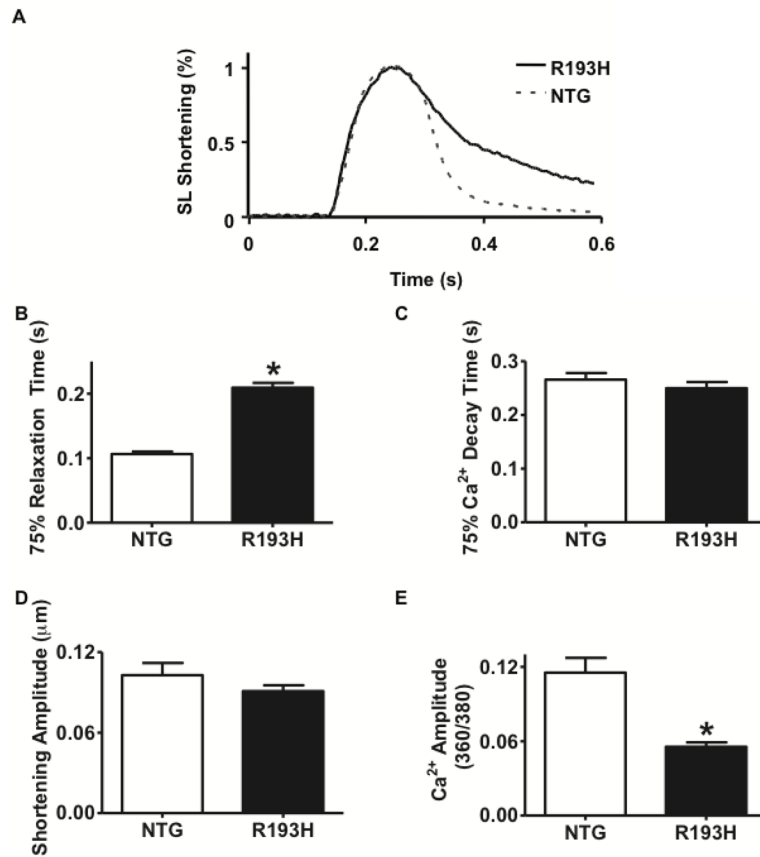 A
SL Shortening (%)
1
0.5
0
R193H
NTG
0
0.2
0.4
0.6
Time (s)
B
75% Relaxation Time (s)
0.2
0.1
0.0
*
NTG
R193H
C
75% Ca2+ Decay Time (s)
0.3
0.2
0.1
0.0
NTG
R193H
D
Shortening Amplitude (μm)
0.12
0.06
0.00
NTG
R193H
E
Ca2+ Amplitude
(360/380)
0.12
0.06
0.00
*
NTG
R193H